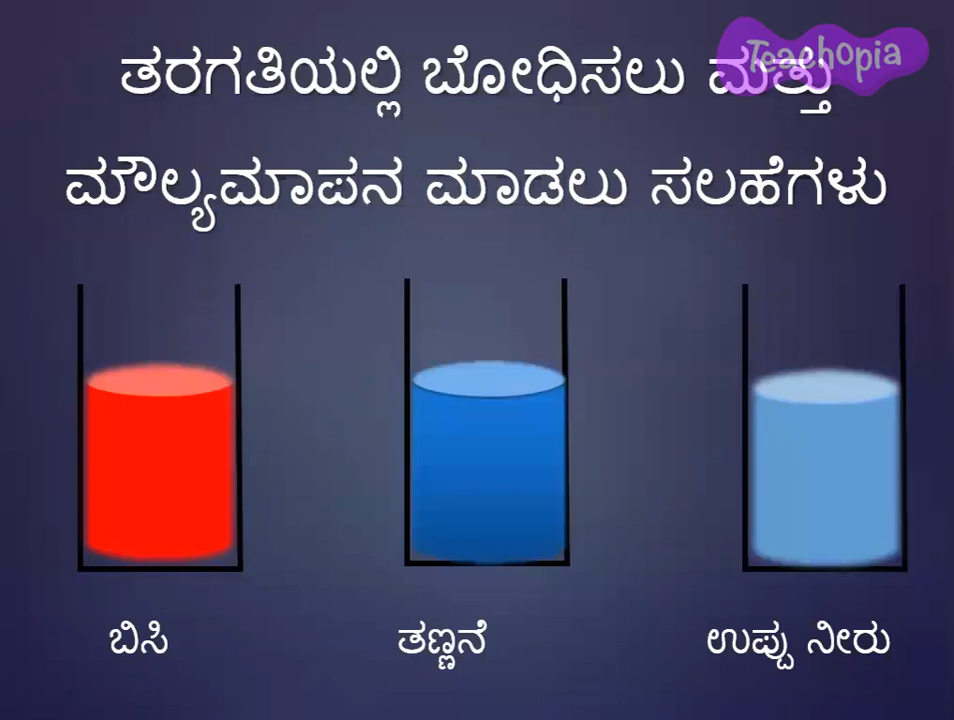 ತರಗತಿಯಲ್ಲಿ ಬೋಧಿಸಲು ಮತ್ತು
Teachopia
ಮೌಲ್ಯಮಾಪನ ಮಾಡಲು ಸಲಹೆಗಳು
ಬಿಸಿ
ತಣ್ಣನೆ
ಉಪ್ಪು ನೀರು